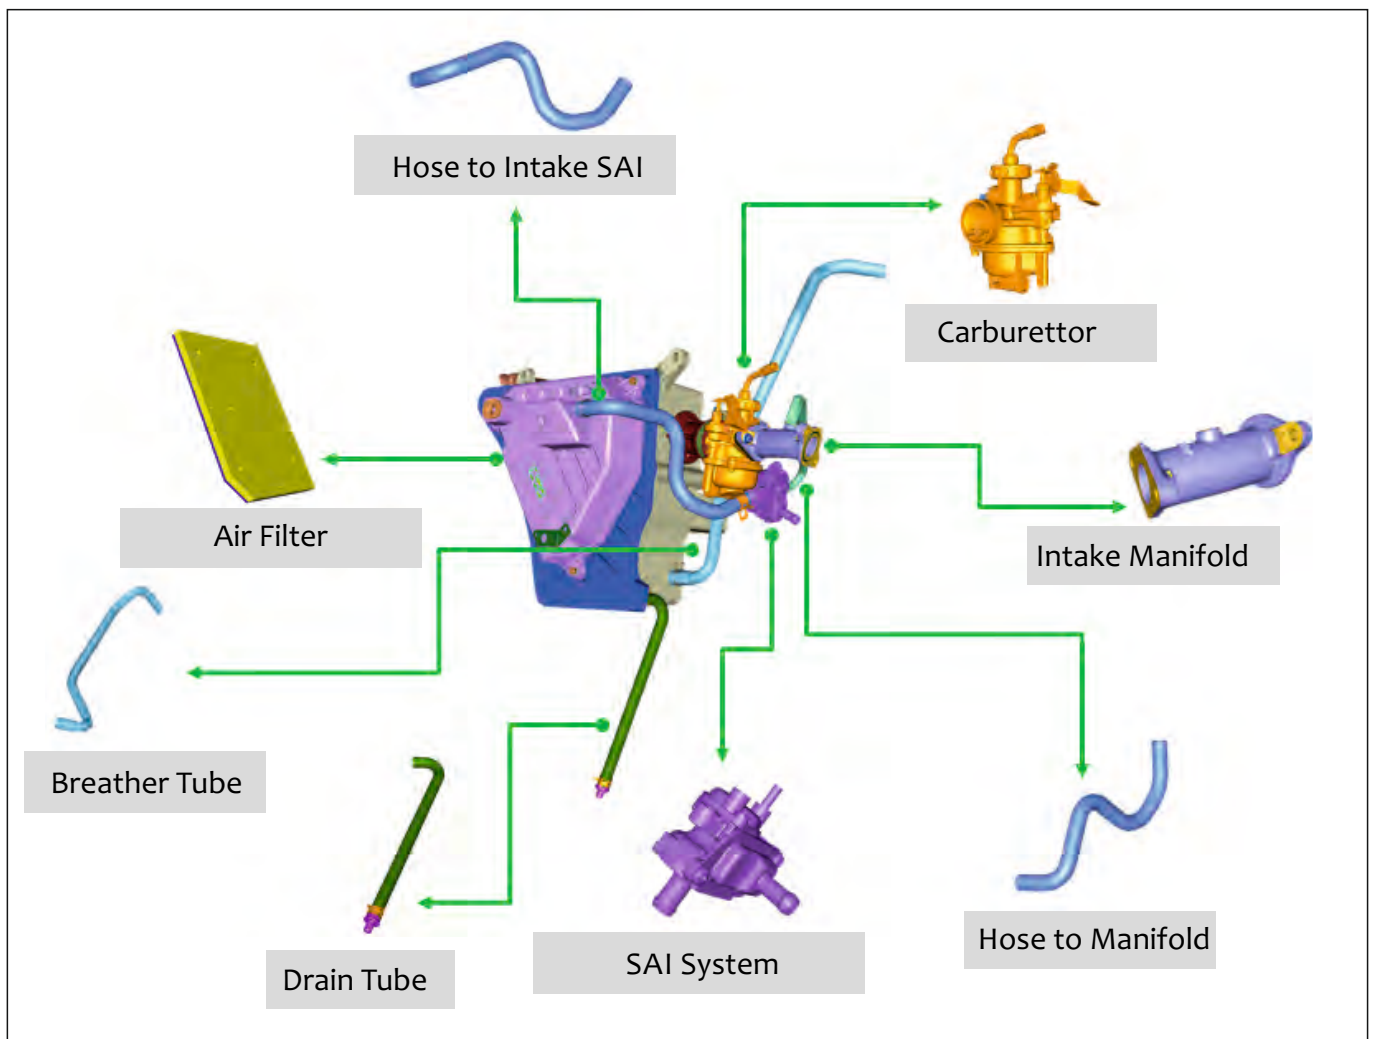 Hose to Intake SAI
Carburettor
Air Filter
Intake Manifold
Breather Tube
Hose to Manifold
SAI System
Drain Tube